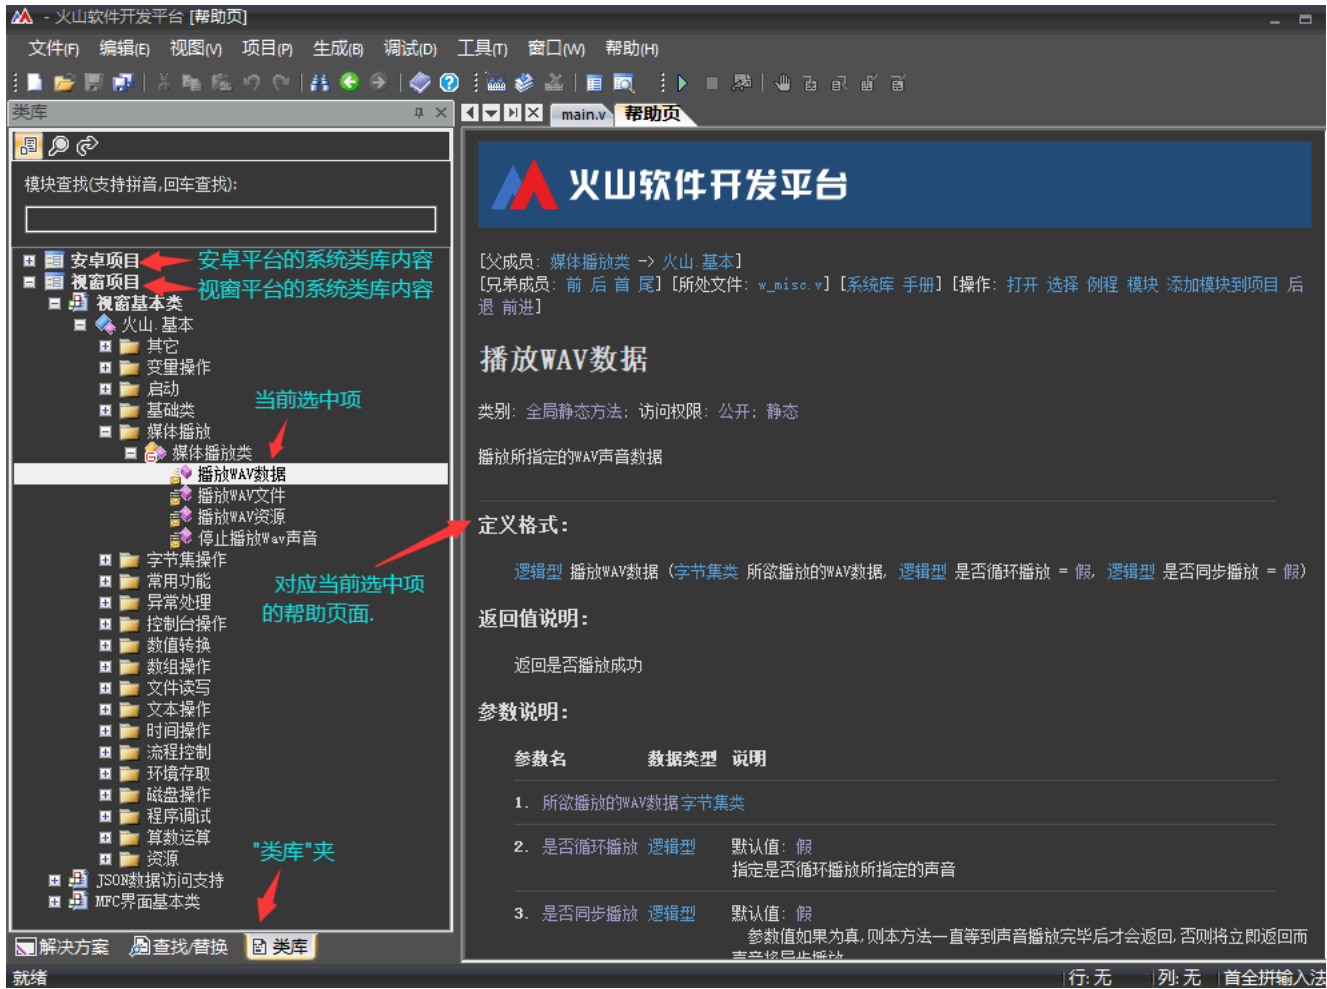 - 火山软件开发平台 [帮助页]
文件(F) 编辑(E) 视图(V) 项目(P) 生成(B) 调试(D) 工具(T) 窗口(W) 帮助(H)
类库
main.v 帮助页
模块查找(支持拼音,回车查找):
火山软件开发平台
安卓项目 安卓平台的系统类库内容
视窗项目 视窗平台的系统类库内容
视窗基本类
火山.基本
其它
变量操作
启动
基础类
当前选中项
媒体播放
媒体播放类
播放WAV数据
播放WAV文件
播放WAV资源
停止播放Wav声音
字节集操作
常用功能
异常处理
控制台操作
对应当前选中项
的帮助页面.
数值转换
数组操作
文件读写
文本操作
时间操作
流程控制
环境存取
磁盘操作
程序调试
算数运算
资源
"类库"夹
JSON数据访问支持
MFC界面基本类
解决方案 查找/替换 类库
[父成员: 媒体播放类 -> 火山.基本]
[兄弟成员: 前 后 首 尾] [所处文件: w_misc.v] [系统库 手册] [操作: 打开 选择 例程 模块 添加模块到项目 后
退 前进]
播放WAV数据
类别: 全局静态方法; 访问权限: 公开; 静态
播放所指定的WAV声音数据
定义格式:
逻辑型 播放WAV数据 (字节集类 所欲播放的WAV数据, 逻辑型 是否循环播放 = 假, 逻辑型 是否同步播放 = 假)
返回值说明:
返回是否播放成功
参数说明:
参数名 数据类型 说明
1. 所欲播放的WAV数据 字节集类
2. 是否循环播放 逻辑型 默认值: 假
指定是否循环播放所指定的声音
3. 是否同步播放 逻辑型 默认值: 假
参数值如果为真,则本方法一直等到声音播放完毕后才会返回,否则将立即返回而
声音将异步播放
就绪 行: 无 列: 无 首全拼输入法